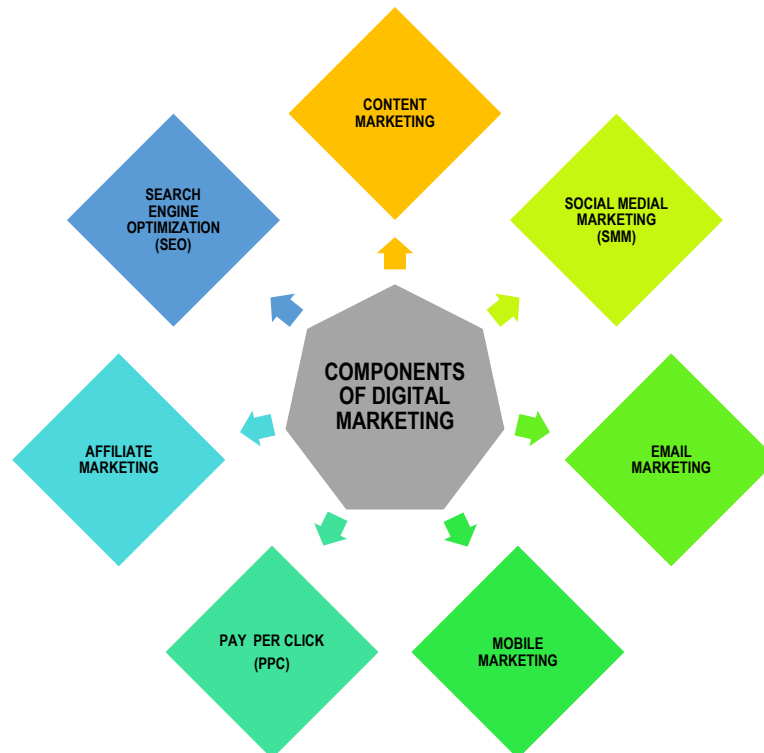 CONTENT
MARKETING
SOCIAL MEDIAL
MARKETING
(SMM)
EMAIL
MARKETING
MOBILE
MARKETING
PAY PER CLICK
(PPC)
AFFILIATE
MARKETING
SEARCH
ENGINE
OPTIMIZATION
(SEO)
COMPONENTS
OF DIGITAL
MARKETING